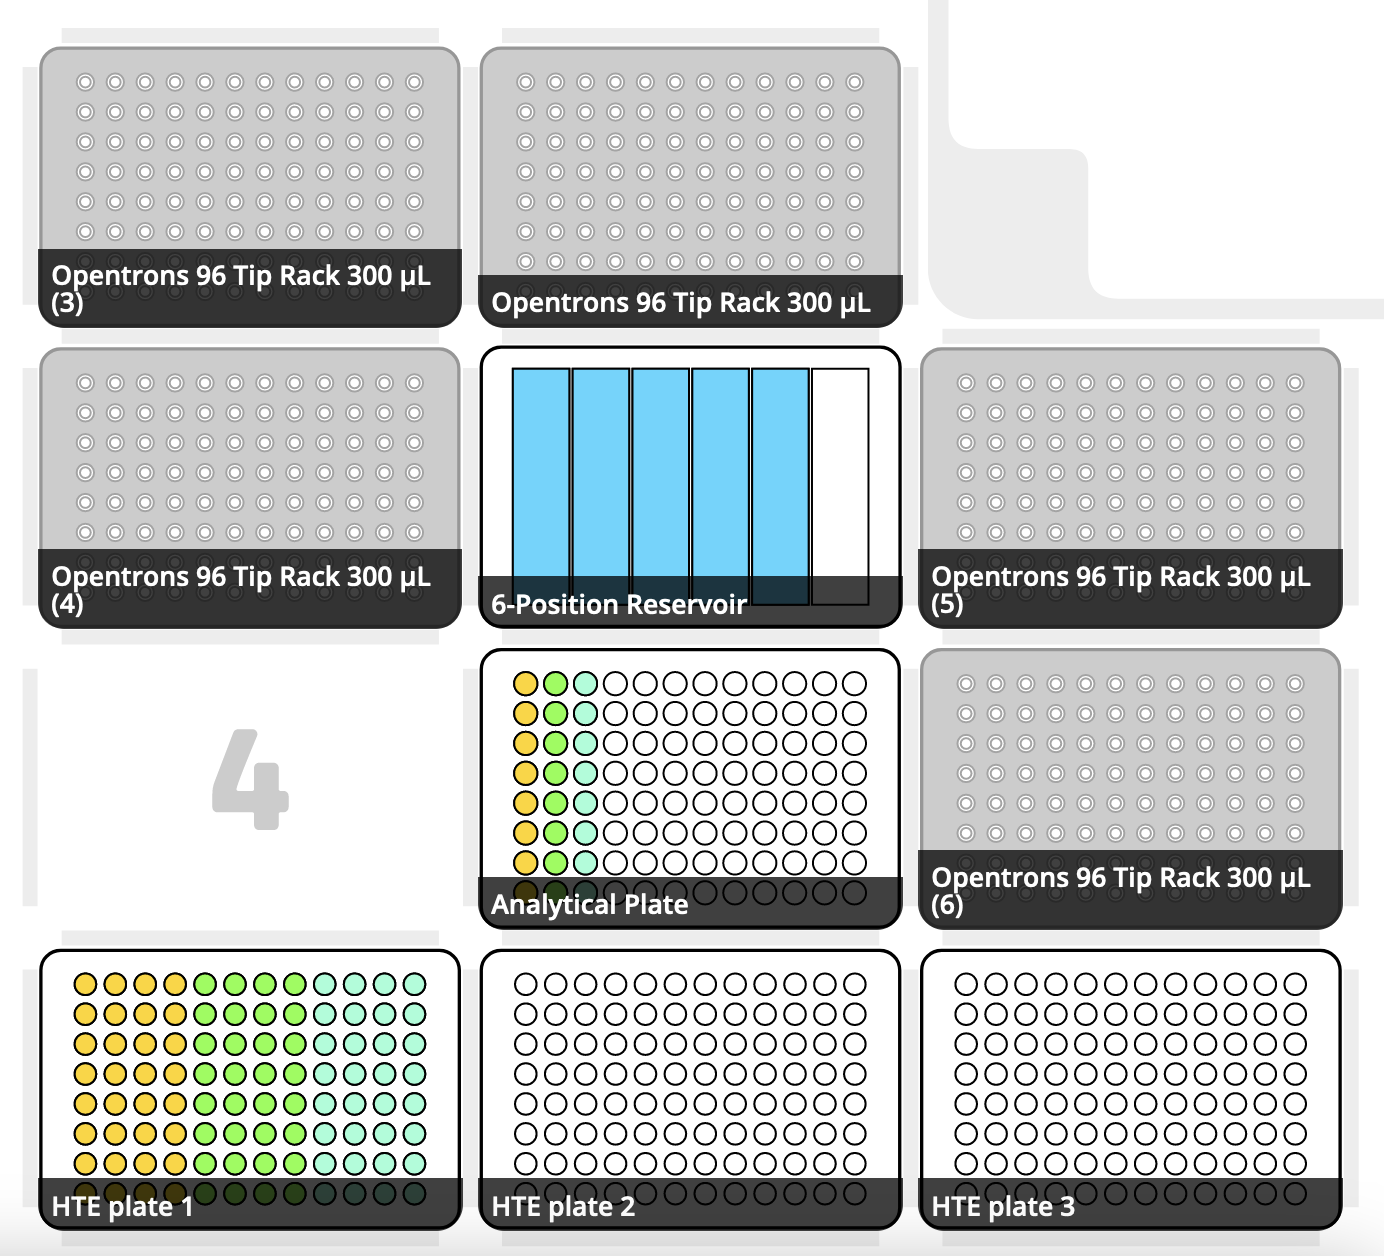 Opentrons 96 Tip Rack 300 µL
(3)
Opentrons 96 Tip Rack 300 µL
Opentrons 96 Tip Rack 300 µL
(4)
6-Position Reservoir
Opentrons 96 Tip Rack 300 µL
(5)
4
Analytical Plate
Opentrons 96 Tip Rack 300 µL
(6)
HTE plate 1
HTE plate 2
HTE plate 3